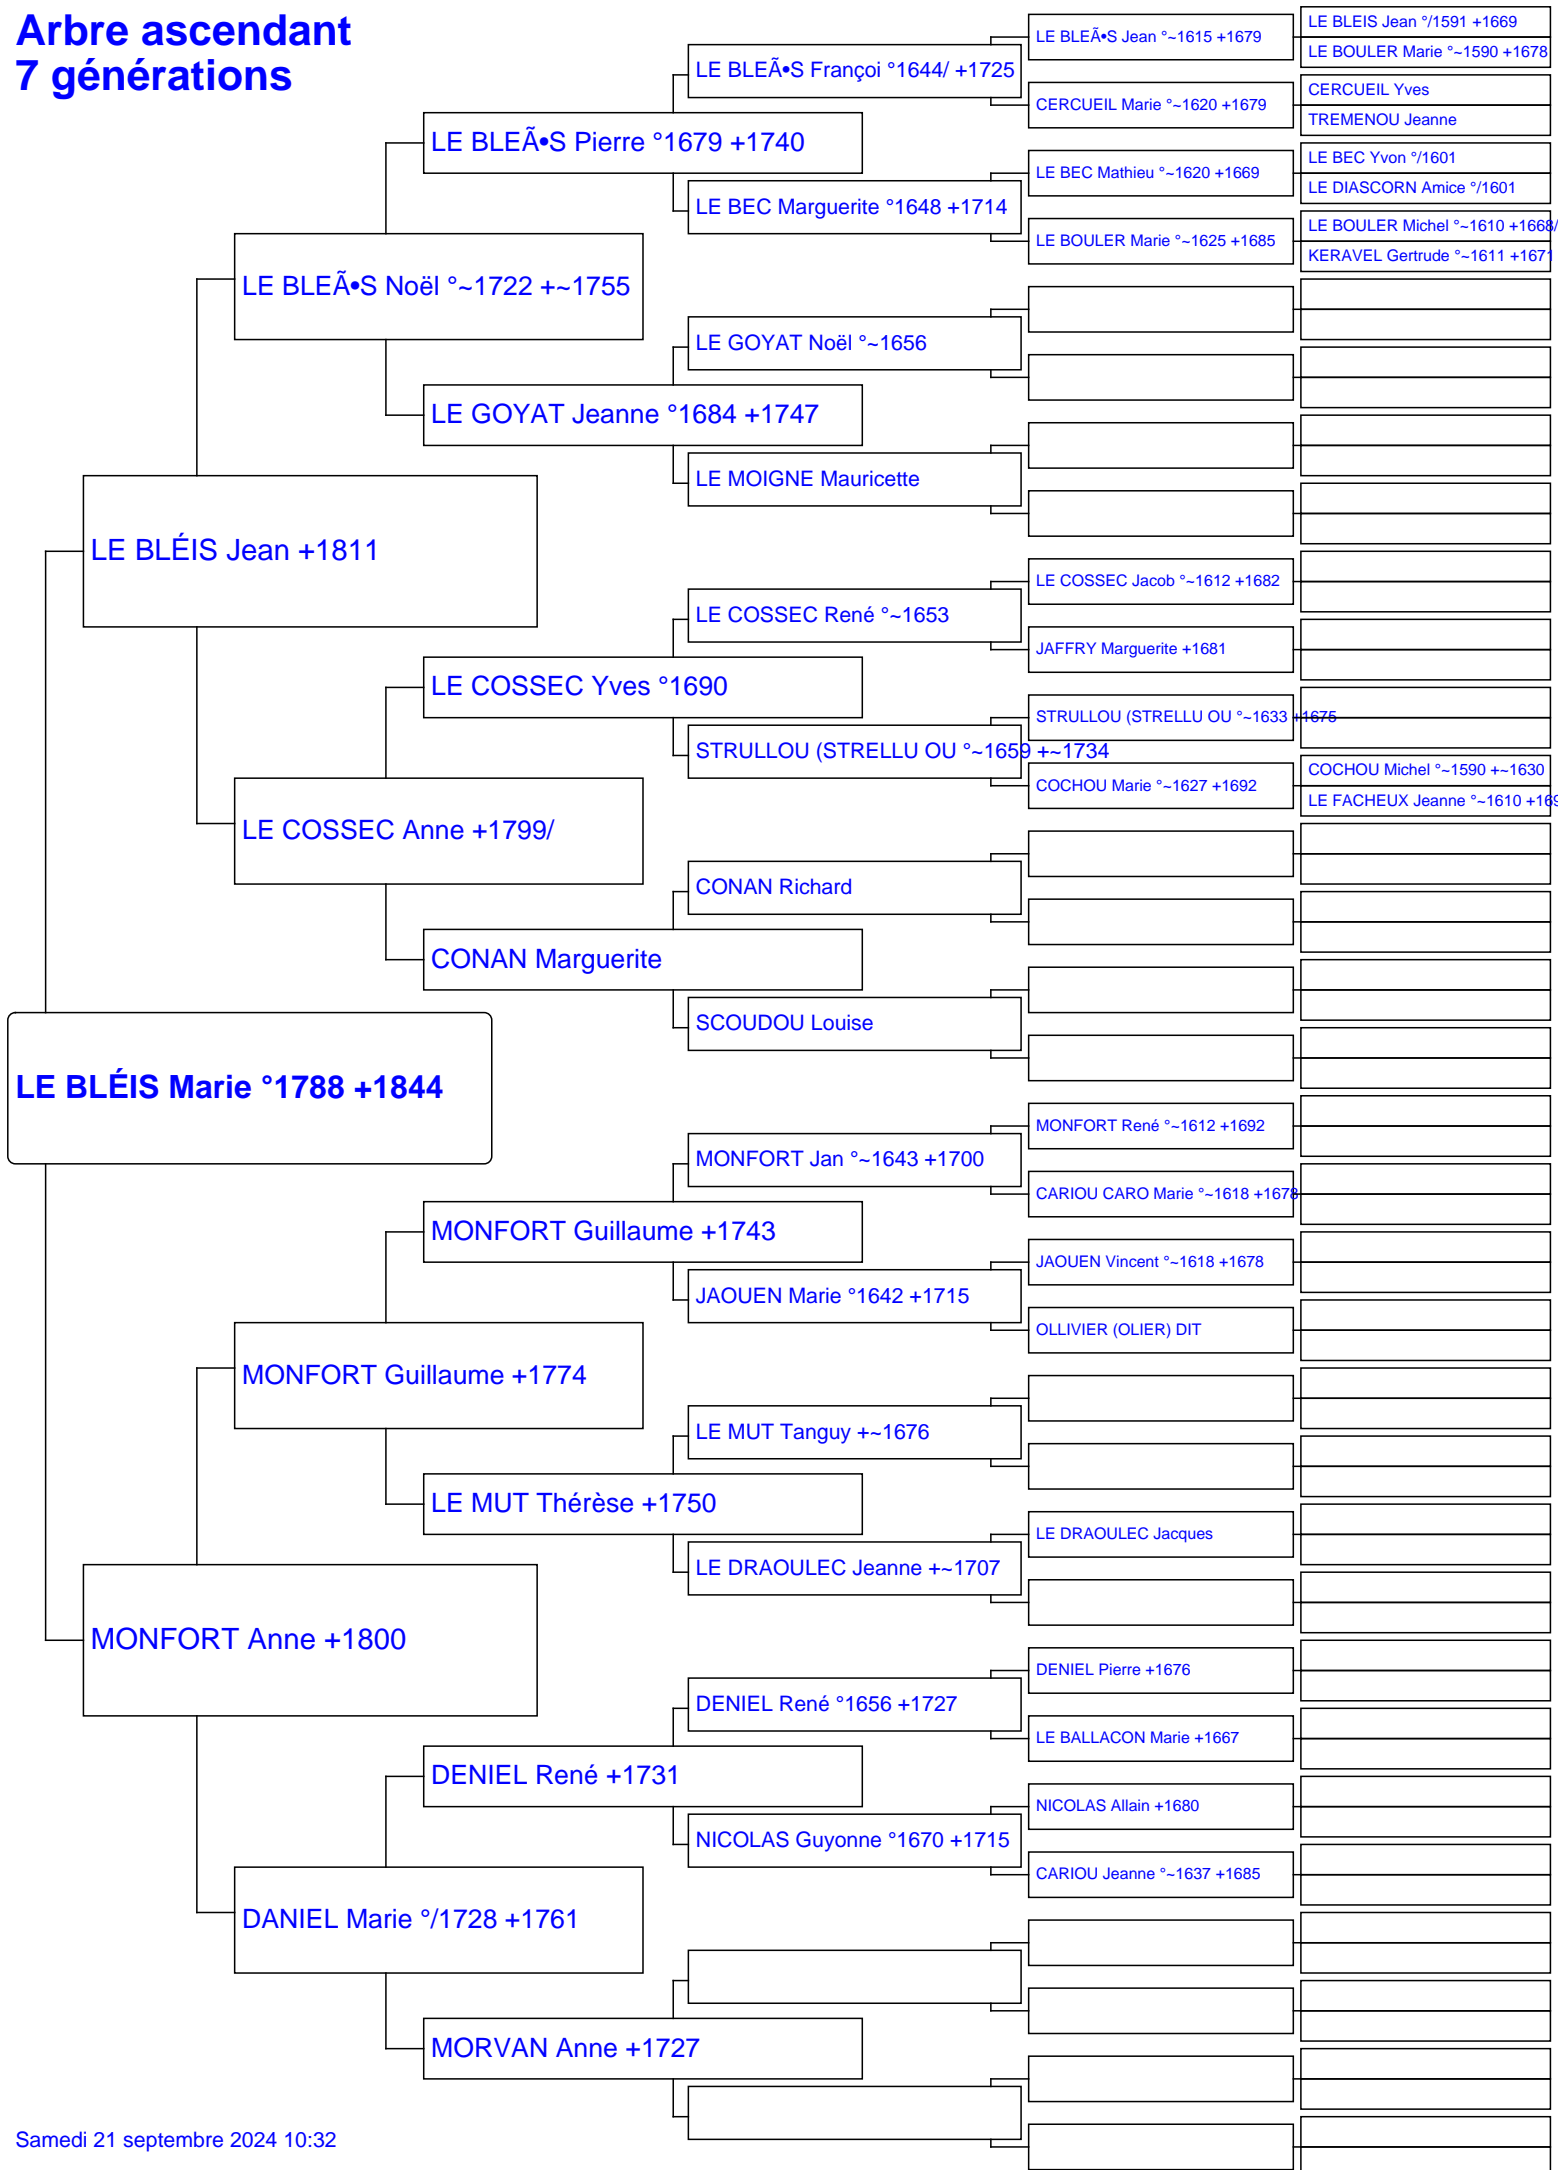 Arbre ascendant
7 générations
LE BLEIS Jean °/1591 +1669
LE BLEÃ•S Jean °~1615 +1679
LE BOULER Marie °~1590 +1678
LE BLEÃ•S Françoi °1644/ +1725
CERCUEIL Yves
CERCUEIL Marie °~1620 +1679
TREMENOU Jeanne
LE BLEÃ•S Pierre °1679 +1740
LE BEC Yvon °/1601
LE BEC Mathieu °~1620 +1669
LE DIASCORN Amice °/1601
LE BEC Marguerite °1648 +1714
LE BOULER Michel °~1610 +1668/
LE BOULER Marie °~1625 +1685
KERAVEL Gertrude °~1611 +1671
LE BLEÃ•S Noël °~1722 +~1755
LE GOYAT Noël °~1656
LE GOYAT Jeanne °1684 +1747
LE MOIGNE Mauricette
LE BLÉIS Jean +1811
LE COSSEC Jacob °~1612 +1682
LE COSSEC René °~1653
JAFFRY Marguerite +1681
LE COSSEC Yves °1690
STRULLOU (STRELLU OU °~1633 +1675
STRULLOU (STRELLU OU °~1659 +~1734
COCHOU Michel °~1590 +~1630
COCHOU Marie °~1627 +1692
LE FACHEUX Jeanne °~1610 +169
LE COSSEC Anne +1799/
CONAN Richard
CONAN Marguerite
SCOUDOU Louise
LE BLÉIS Marie °1788 +1844
MONFORT René °~1612 +1692
MONFORT Jan °~1643 +1700
CARIOU CARO Marie °~1618 +1678
MONFORT Guillaume +1743
JAOUEN Vincent °~1618 +1678
JAOUEN Marie °1642 +1715
OLLIVIER (OLIER) DIT
MONFORT Guillaume +1774
LE MUT Tanguy +~1676
LE MUT Thérèse +1750
LE DRAOULEC Jacques
LE DRAOULEC Jeanne +~1707
MONFORT Anne +1800
DENIEL Pierre +1676
DENIEL René °1656 +1727
LE BALLACON Marie +1667
DENIEL René +1731
NICOLAS Allain +1680
NICOLAS Guyonne °1670 +1715
CARIOU Jeanne °~1637 +1685
DANIEL Marie °/1728 +1761
MORVAN Anne +1727
Samedi 21 septembre 2024 10:32